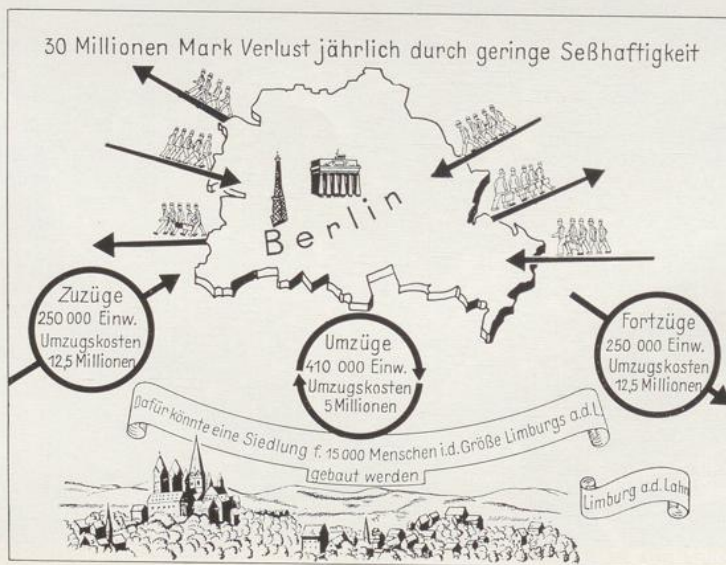 30 Millionen Mark Verlust jährlich durch geringe Seßhaftigkeit
Berlin
Zuzüge
250 000 Einw.
Umzugskosten
12,5 Millionen
Umzüge
410 000 Einw.
Umzugskosten
5 Millionen
Fortzüge
250 000 Einw.
Umzugskosten
12,5 Millionen
Dafür könnte eine Siedlung f. 15 000 Menschen i.d. Größe Limburgs a.d.L.
gebaut werden
Limburg a.d. Lahn